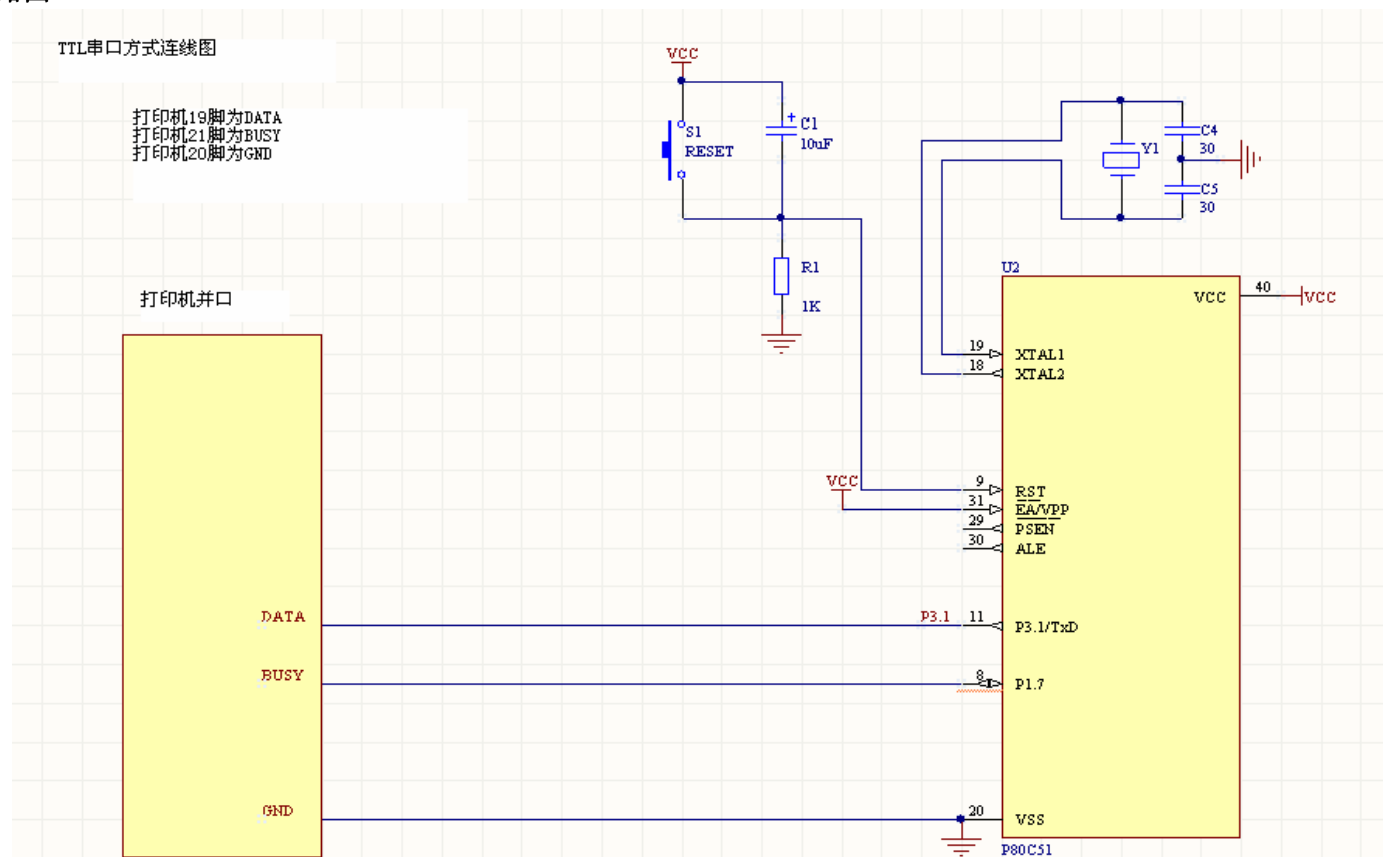 TTL串口方式连线图
打印机19脚为DATA
打印机21脚为BUSY
打印机20脚为GND
VCC
S1
RESET
C1
10uF
R1
1K
Y1
C4
30
C5
30
打印机并口
DATA
BUSY
GND
U2
VCC
40
VCC
19
XTAL1
18
XTAL2
VCC
9
RST
31
EA/VPP
29
PSEN
30
ALE
P3.1
11
P3.1/TxD
8
P1.7
20
VSS
P80C51